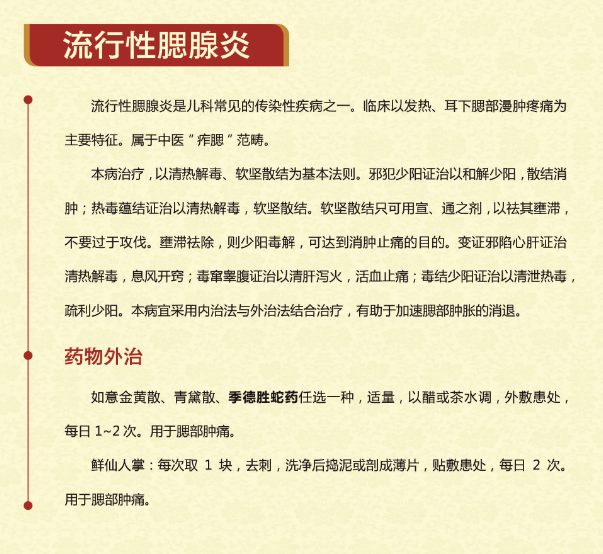 流行性腮腺炎
流行性腮腺炎是儿科常见的传染性疾病之一。临床以发热、耳下腮部漫肿疼痛为
主要特征。属于中医“痄腮”范畴。
本病治疗，以清热解毒、软坚散结为基本法则。邪犯少阳证治以和解少阳，散结消
肿；热毒蕴结证治以清热解毒，软坚散结。软坚散结只可用宣、通之剂，以祛其壅滞，
不要过于攻伐。壅滞祛除，则少阳毒解，可达到消肿止痛的目的。变证邪陷心肝证治
清热解毒，息风开窍；毒窜睾腹证治以清肝泻火，活血止痛；毒结少阳证治以清泄热毒，
疏利少阳。本病宜采用内治法与外治法结合治疗，有助于加速腮部肿胀的消退。
药物外治
如意金黄散、青黛散、季德胜蛇药任选一种，适量，以醋或茶水调，外敷患处，
每日1~2次。用于腮部肿痛。
鲜仙人掌：每次取 1 块，去刺，洗净后捣泥或剖成薄片，贴敷患处，每日 2 次。
用于腮部肿痛。